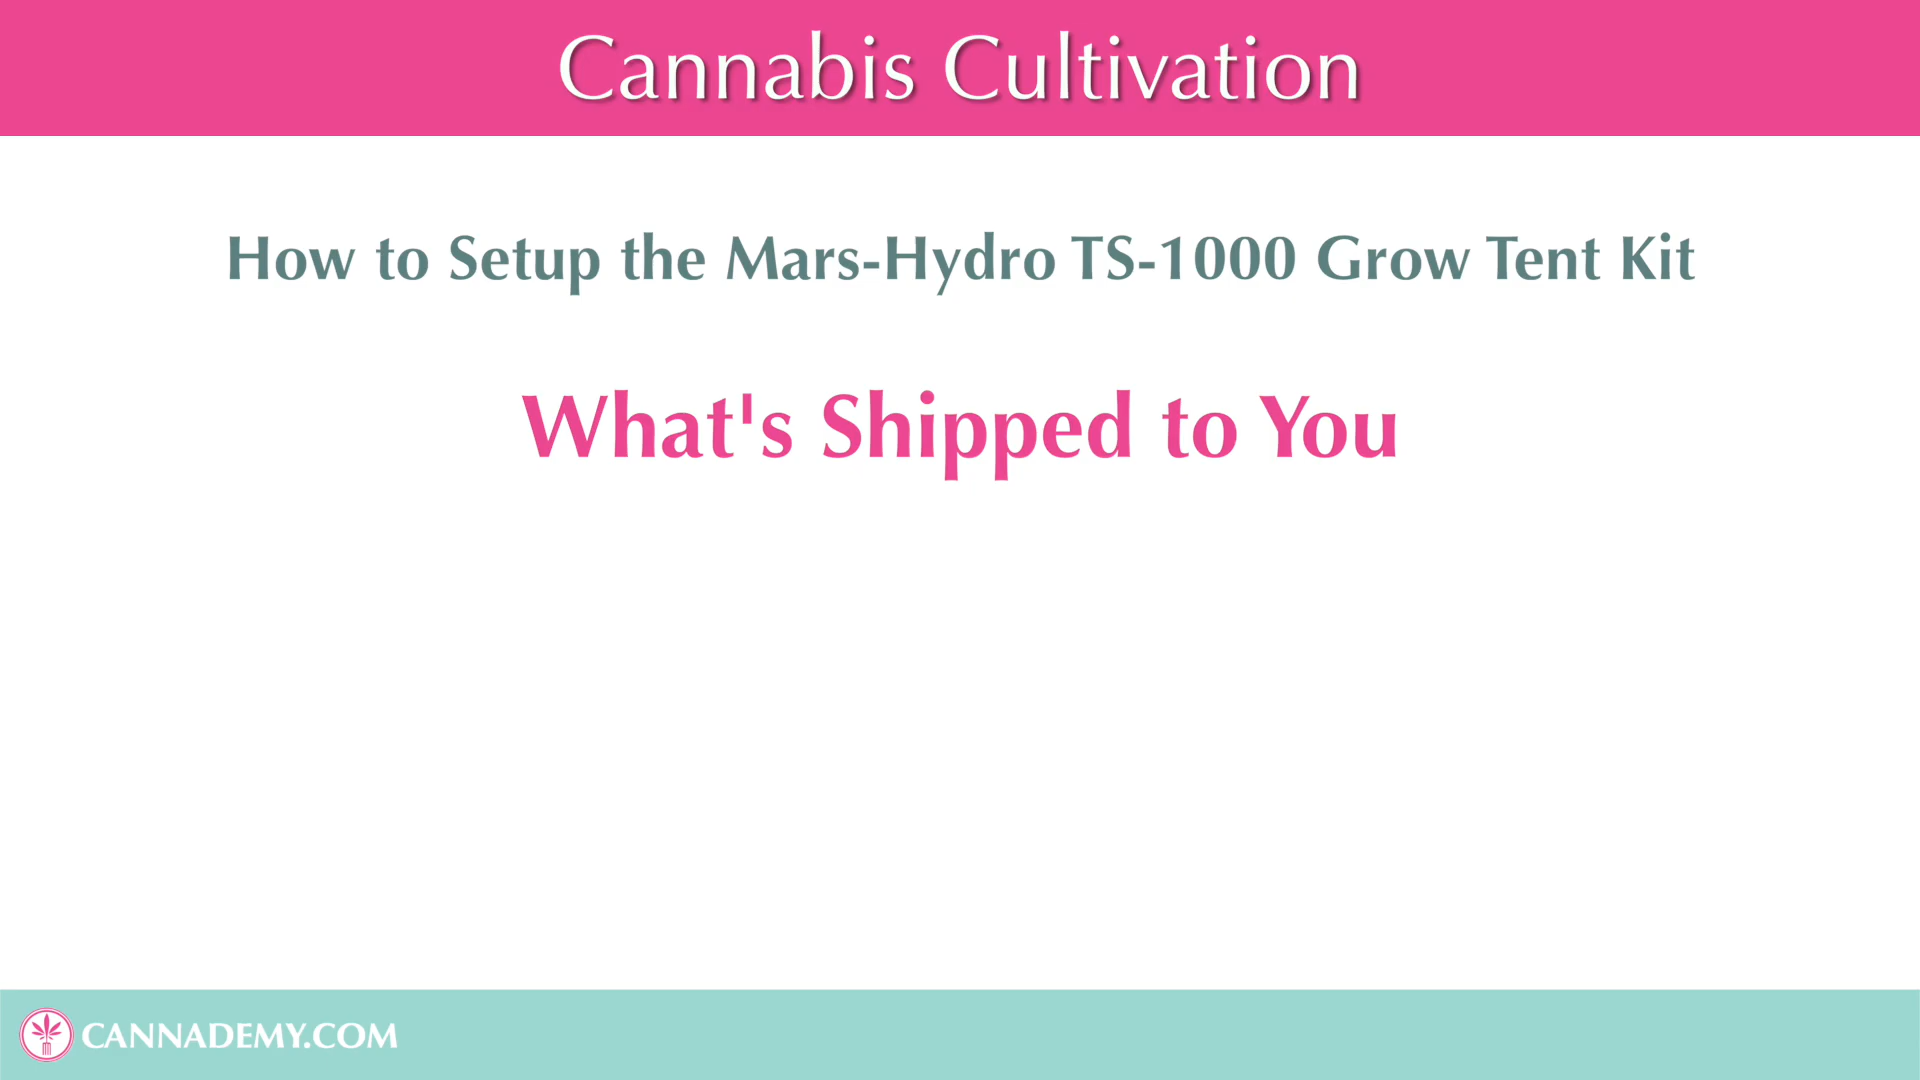 Cannabis Cultivation
How to Setup the Mars-Hydro TS-1000 Grow Tent Kit
What's Shipped to You
CANNADEMY.COM